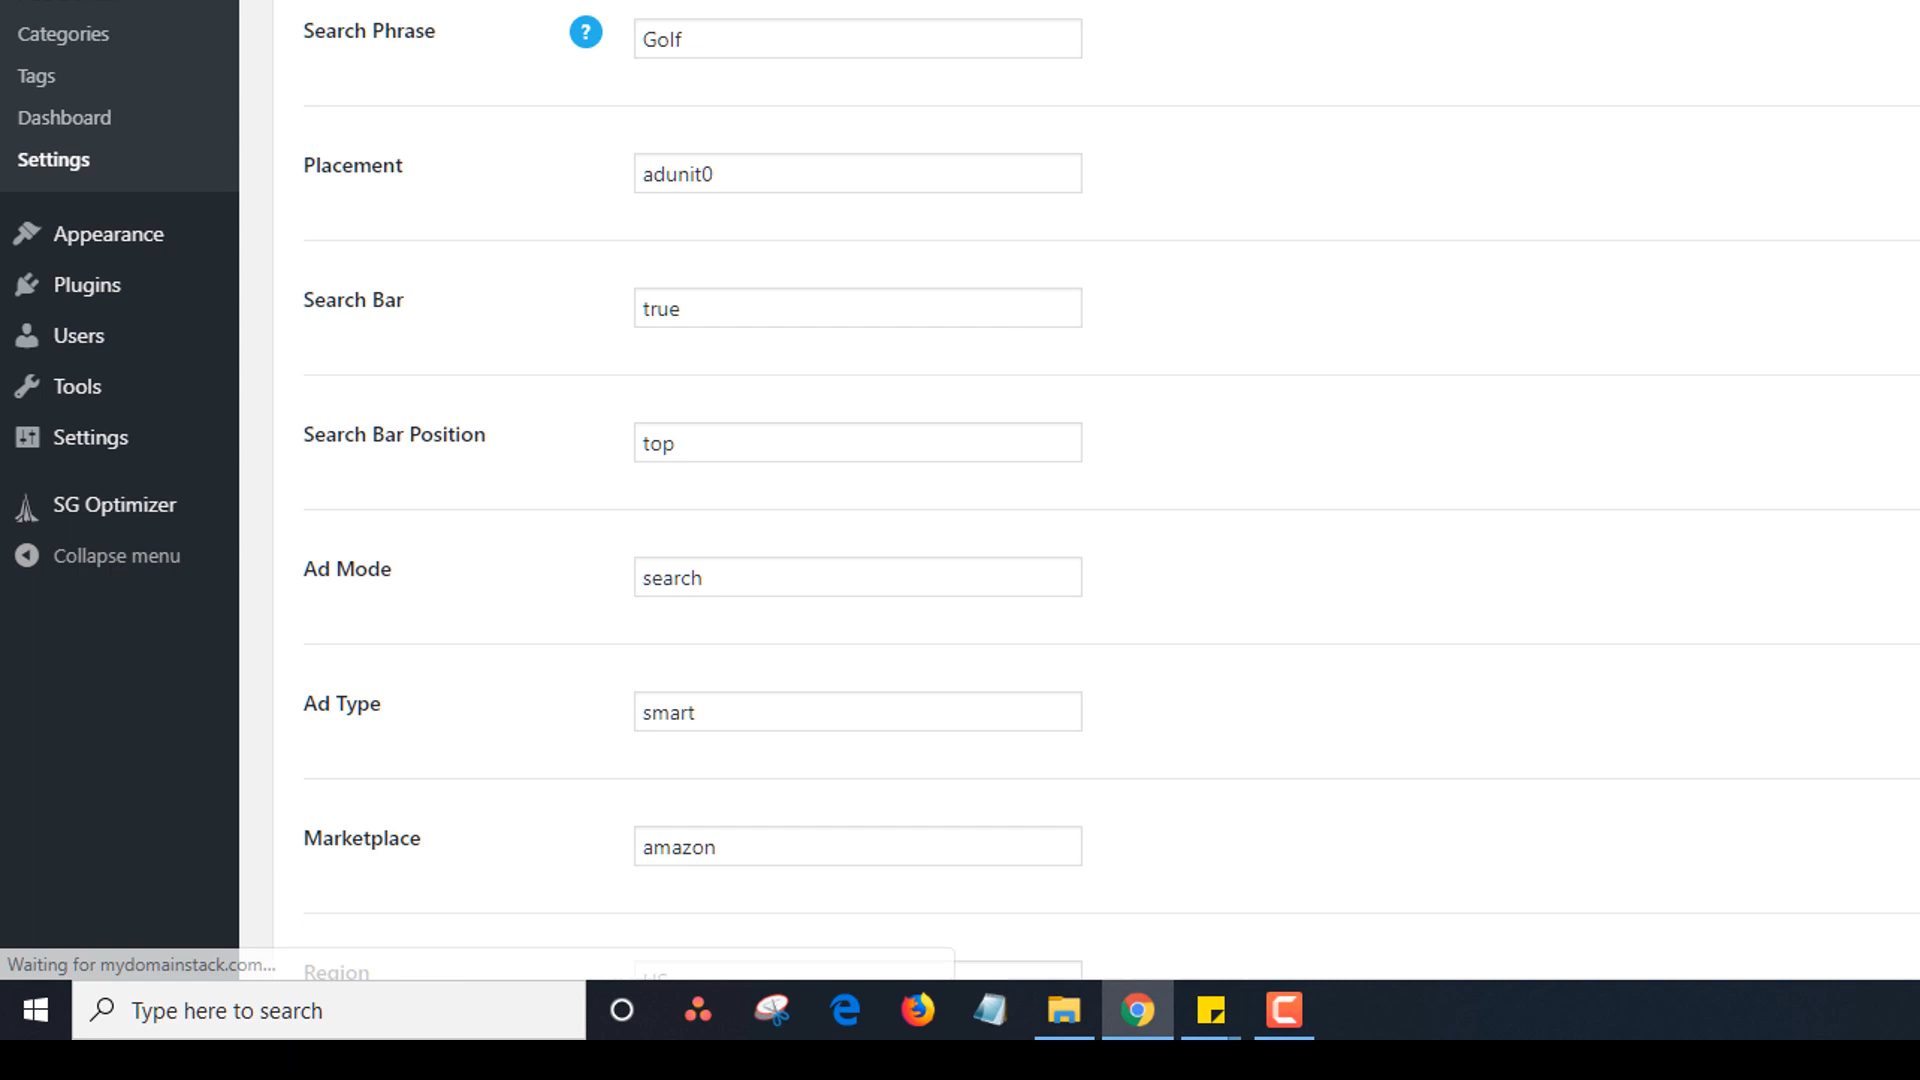 Categories
Tags
Dashboard
Settings
Appearance
Plugins
Users
Tools
Settings
SG Optimizer
Collapse menu
Search Phrase ? Golf
Placement adunit0
Search Bar true
Search Bar Position top
Ad Mode search
Ad Type smart
Marketplace amazon
Region US
Waiting for mydomainstack.com...
Type here to search